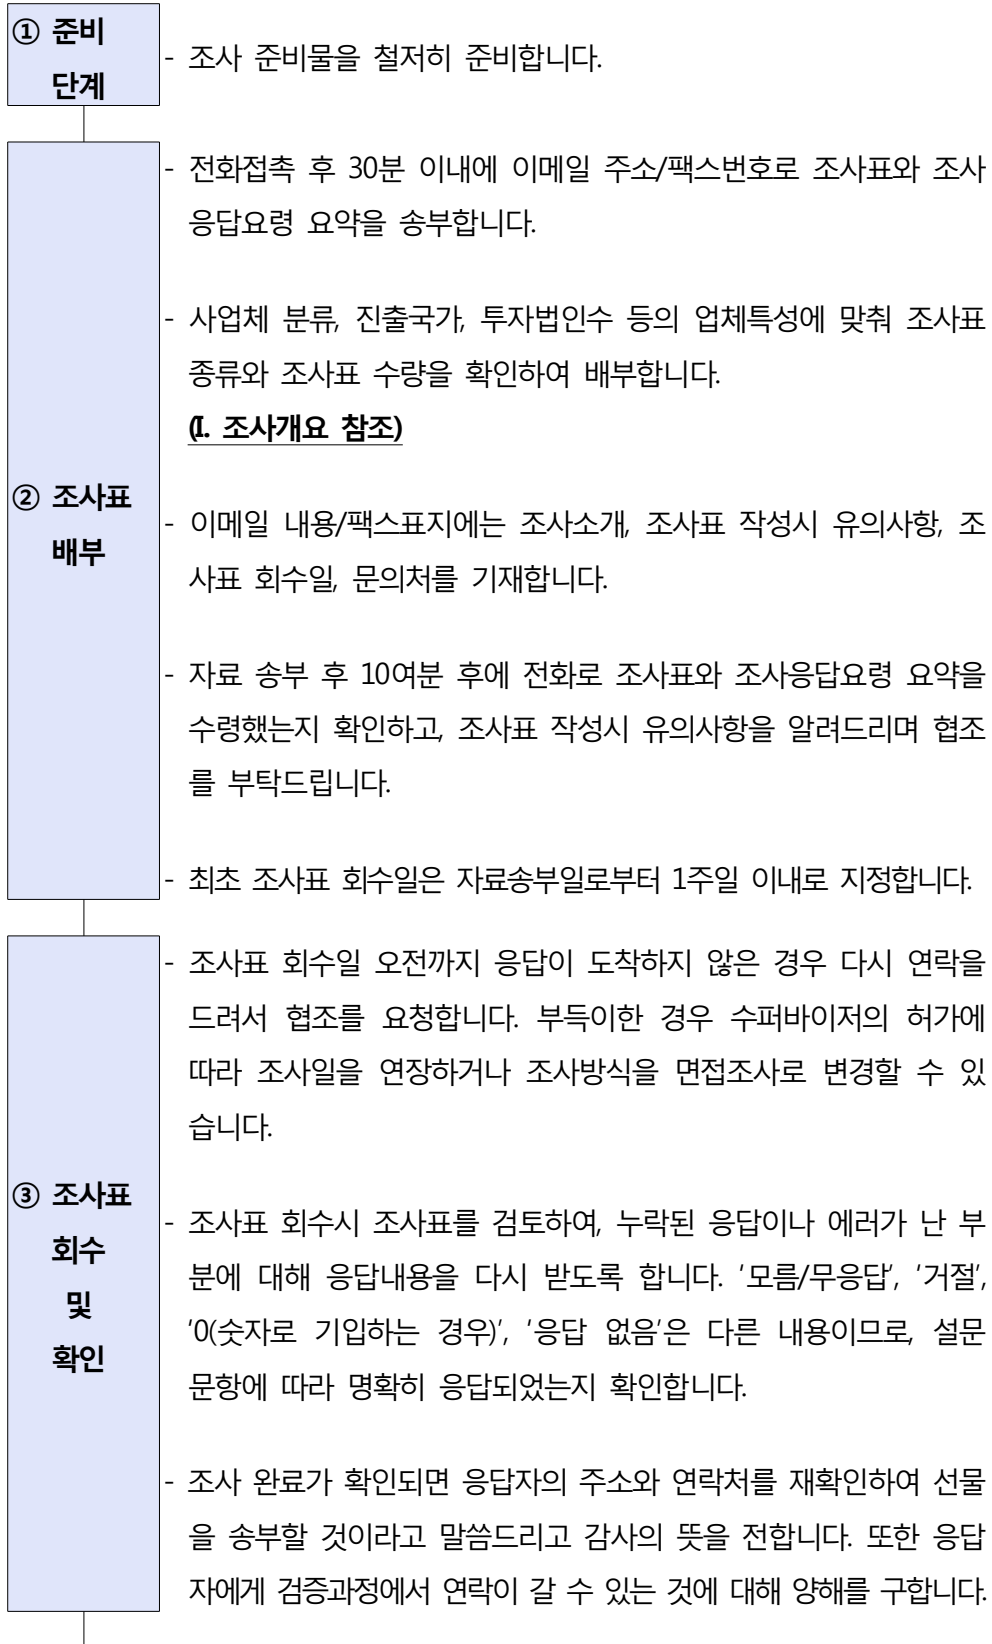 ① 준비
단계
- 조사 준비물을 철저히 준비합니다.
② 조사표
배부
- 전화접촉 후 30분 이내에 이메일 주소/팩스번호로 조사표와 조사
응답요령 요약을 송부합니다.
- 사업체 분류, 진출국가, 투자법인수 등의 업체특성에 맞춰 조사표
종류와 조사표 수량을 확인하여 배부합니다.
(I. 조사개요 참조)
- 이메일 내용/팩스표지에는 조사소개, 조사표 작성시 유의사항, 조
사표 회수일, 문의처를 기재합니다.
- 자료 송부 후 10여분 후에 전화로 조사표와 조사응답요령 요약을
수령했는지 확인하고, 조사표 작성시 유의사항을 알려드리며 협조
를 부탁드립니다.
- 최초 조사표 회수일은 자료송부일로부터 1주일 이내로 지정합니다.
③ 조사표
회수
및
확인
- 조사표 회수일 오전까지 응답이 도착하지 않은 경우 다시 연락을
드려서 협조를 요청합니다. 부득이한 경우 수퍼바이저의 허가에
따라 조사일을 연장하거나 조사방식을 면접조사로 변경할 수 있
습니다.
- 조사표 회수시 조사표를 검토하여, 누락된 응답이나 에러가 난 부
분에 대해 응답내용을 다시 받도록 합니다. '모름/무응답', '거절',
'0(숫자로 기입하는 경우)', '응답 없음'은 다른 내용이므로, 설문
문항에 따라 명확히 응답되었는지 확인합니다.
- 조사 완료가 확인되면 응답자의 주소와 연락처를 재확인하여 선물
을 송부할 것이라고 말씀드리고 감사의 뜻을 전합니다. 또한 응답
자에게 검증과정에서 연락이 갈 수 있는 것에 대해 양해를 구합니다.